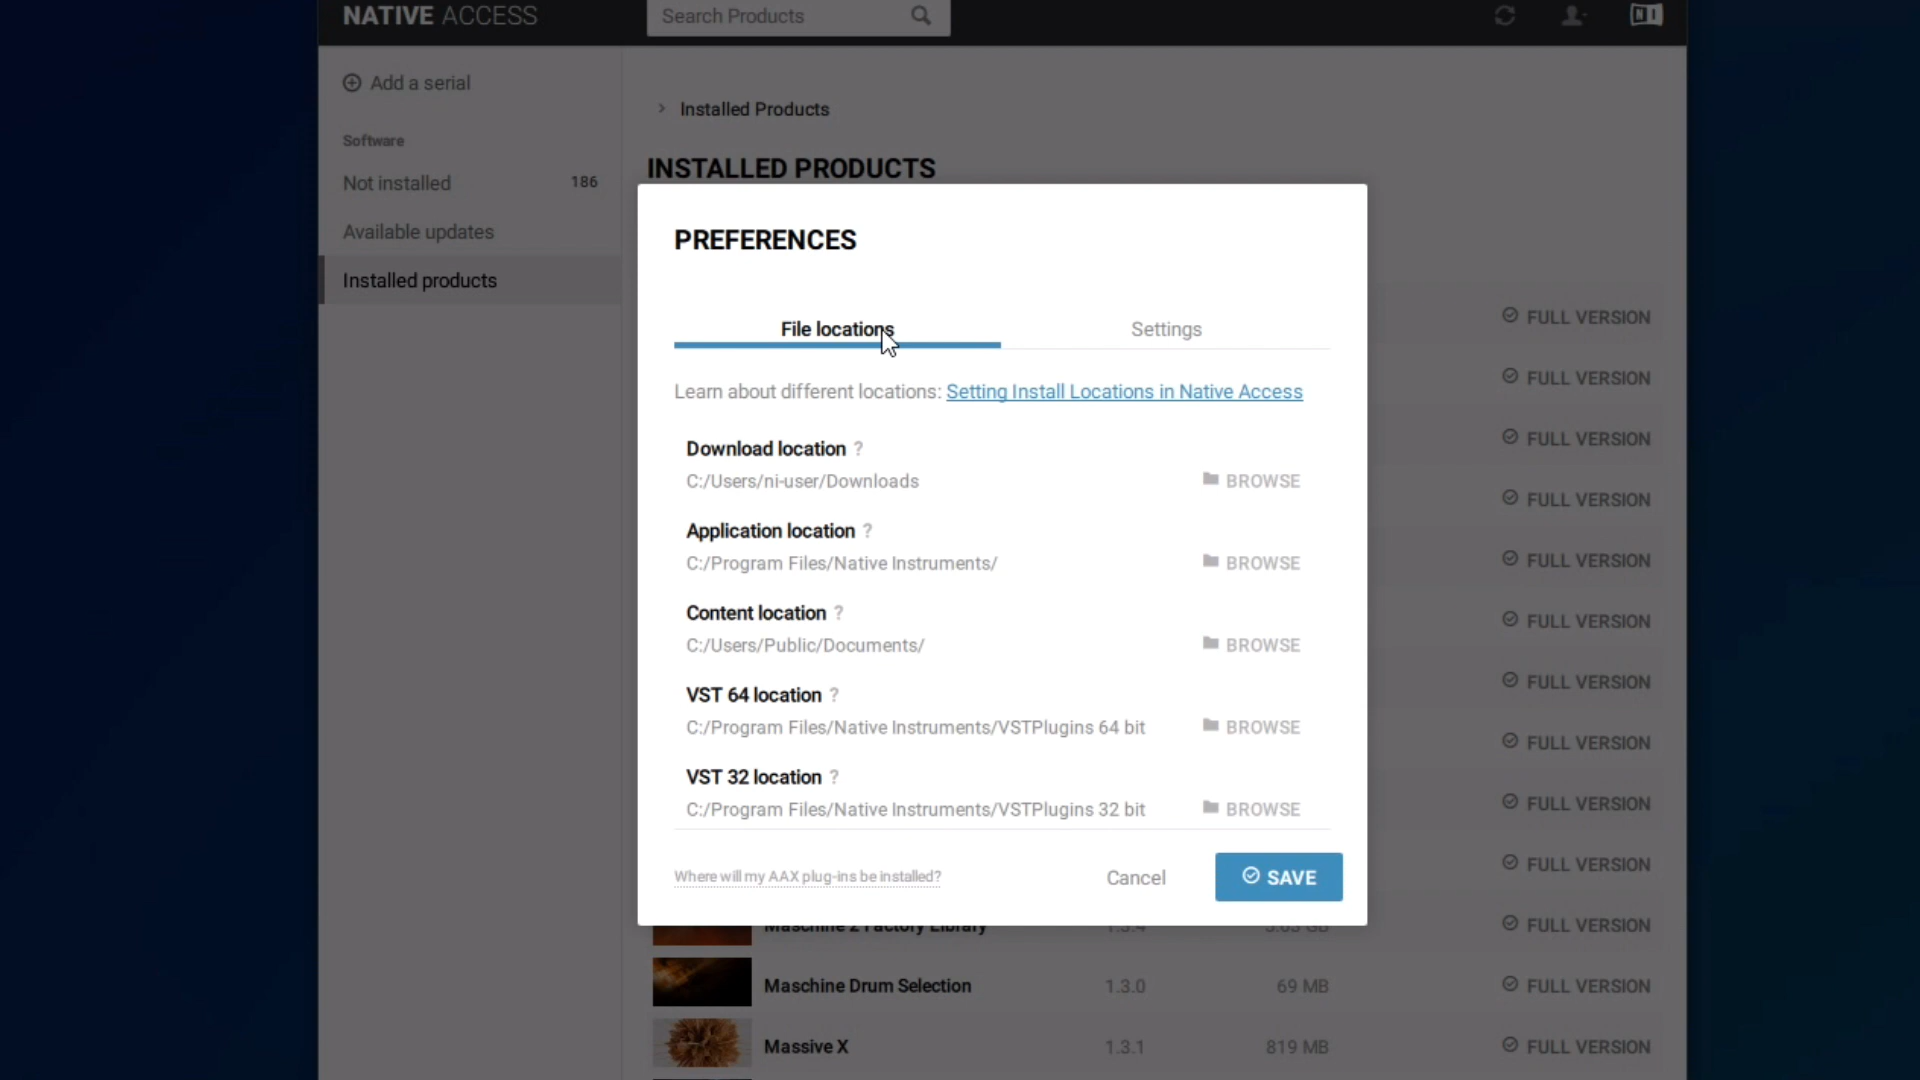 NATIVE ACCESS
Search Products
NI
Add a serial
Software
Not installed 186
Available updates
Installed products
> Installed Products
INSTALLED PRODUCTS
PREFERENCES
File locations
Settings
Learn about different locations: Setting Install Locations in Native Access
Download location ?
C:/Users/ni-user/Downloads
BROWSE
Application location ?
C:/Program Files/Native Instruments/
BROWSE
Content location ?
C:/Users/Public/Documents/
BROWSE
VST 64 location ?
C:/Program Files/Native Instruments/VSTPlugins 64 bit
BROWSE
VST 32 location ?
C:/Program Files/Native Instruments/VSTPlugins 32 bit
BROWSE
Where will my AAX plug-ins be installed?
Cancel
SAVE
FULL VERSION
FULL VERSION
FULL VERSION
FULL VERSION
FULL VERSION
FULL VERSION
FULL VERSION
FULL VERSION
FULL VERSION
FULL VERSION
Maschine 2 Factory Library FULL VERSION
Maschine Drum Selection 1.3.0 69 MB FULL VERSION
Massive X 1.3.1 819 MB FULL VERSION